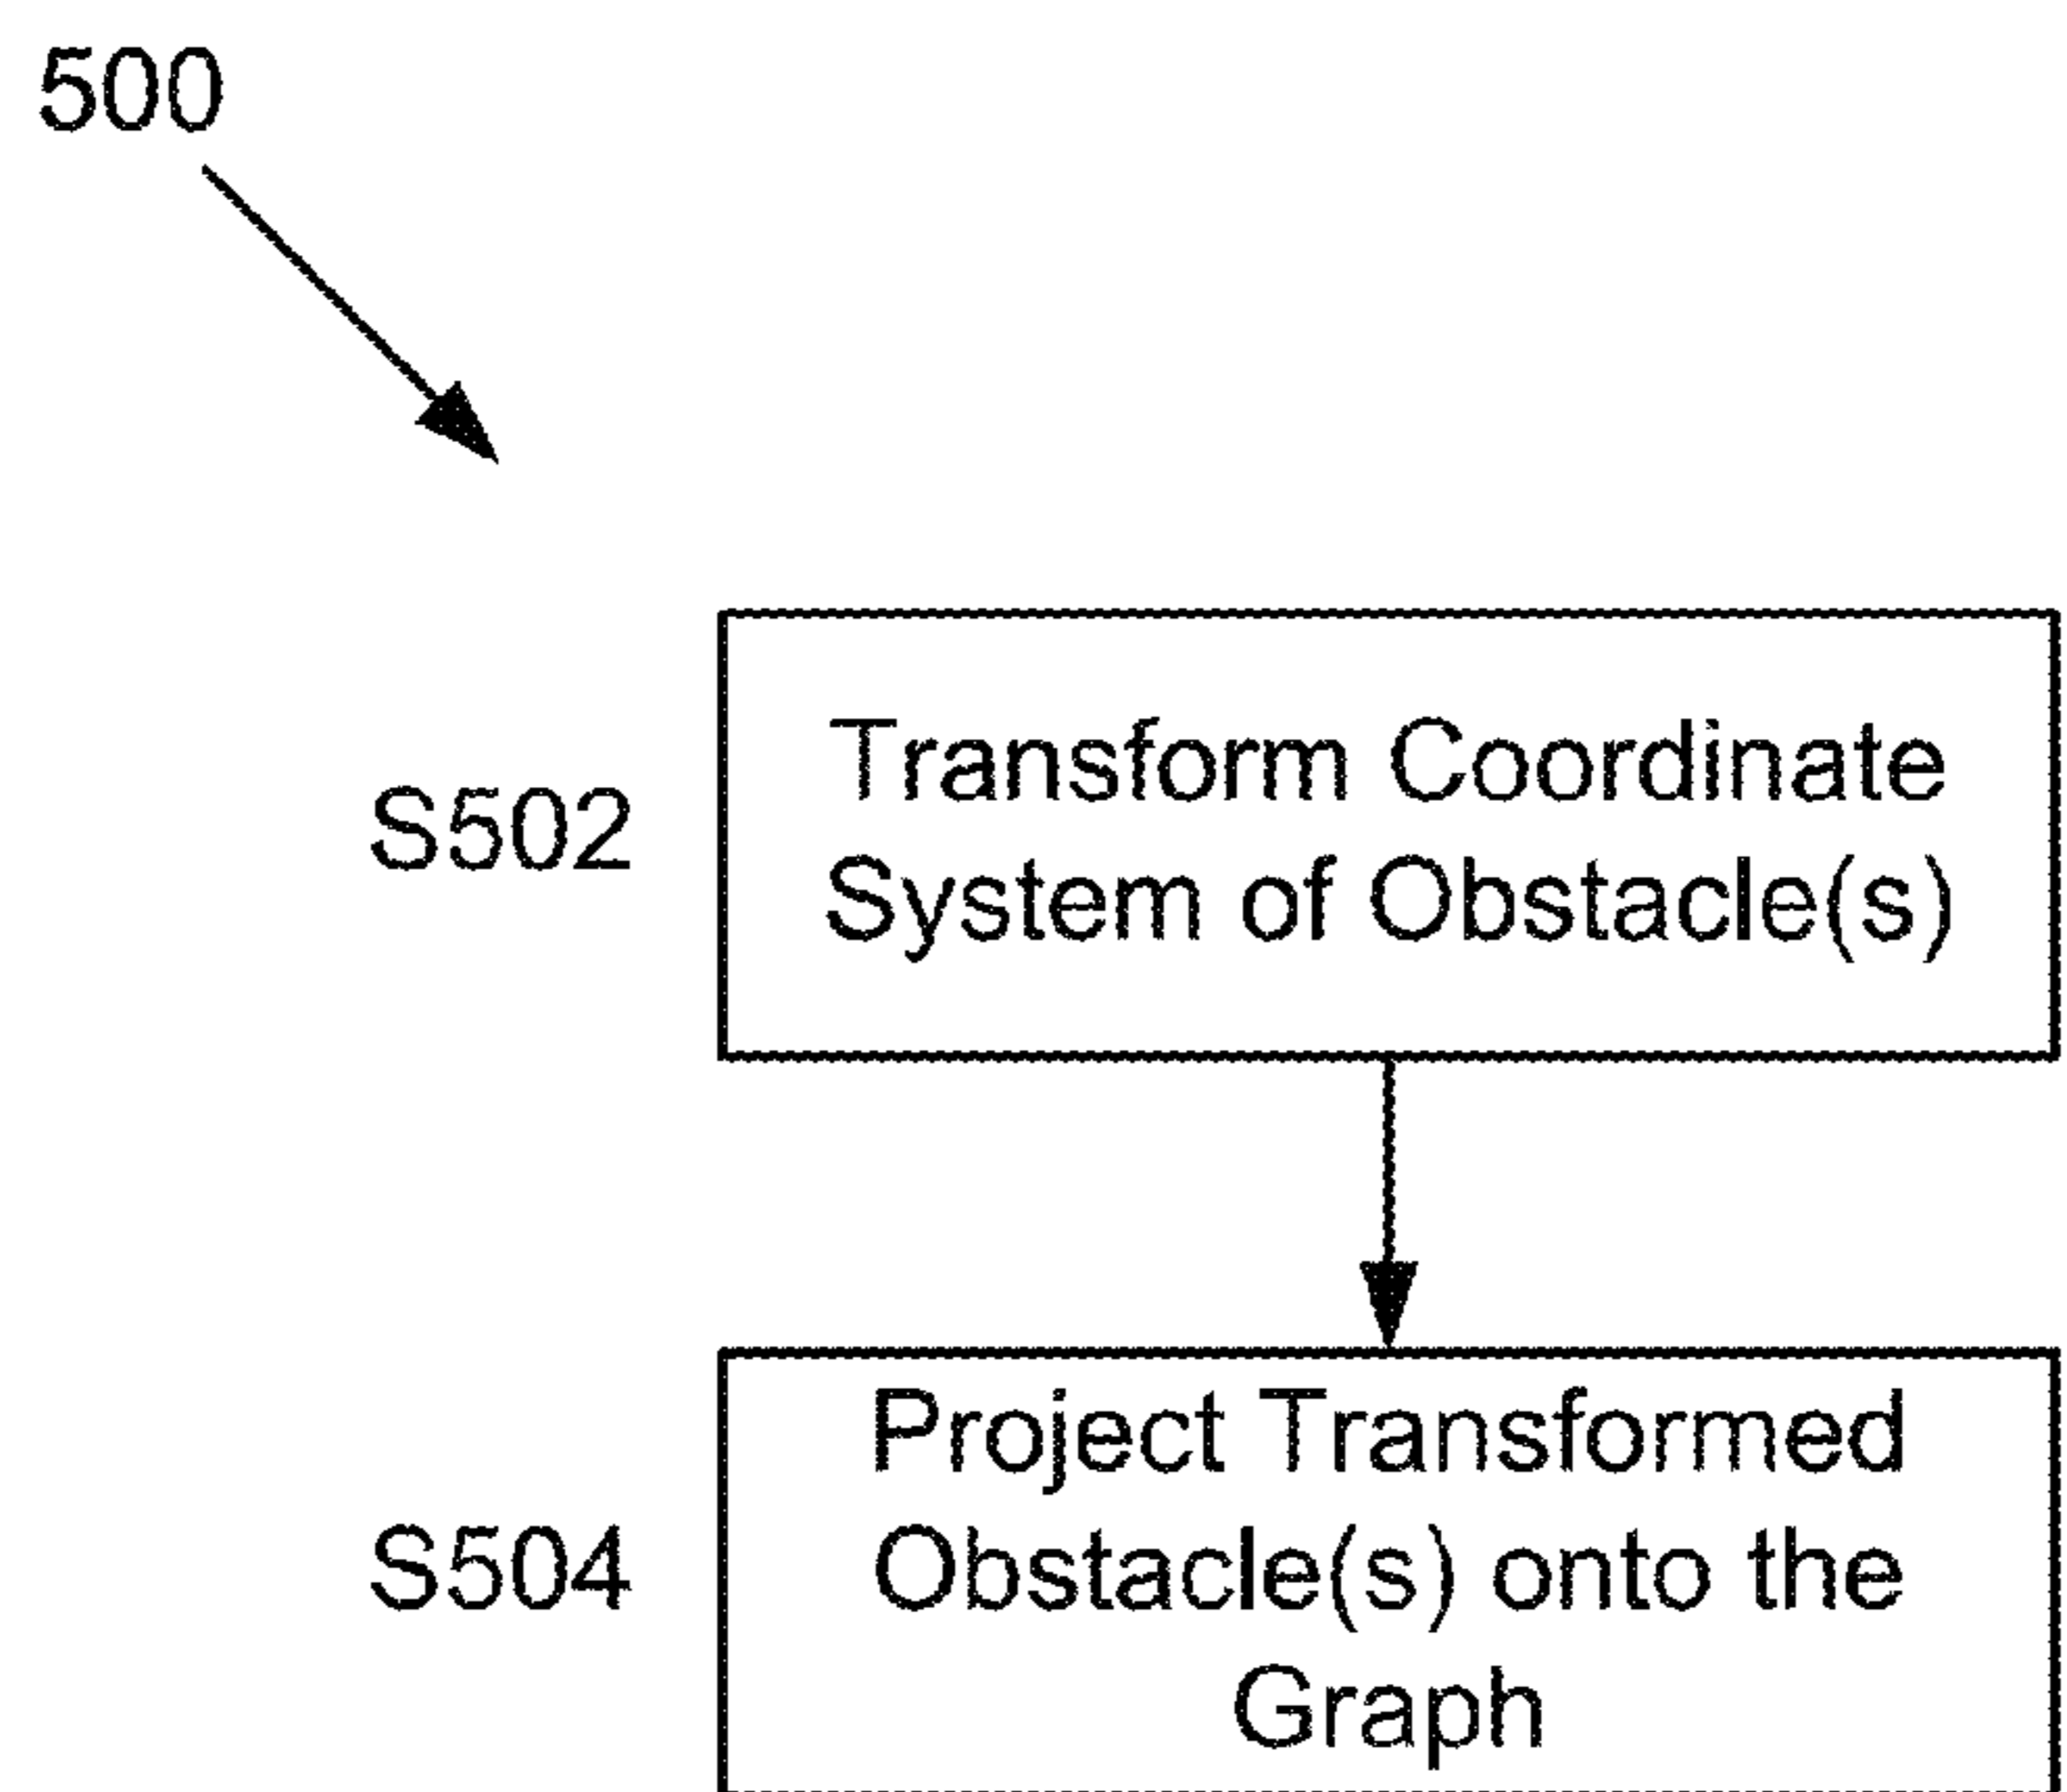 500
S502
Transform Coordinate
System of Obstacle(s)
S504
Project Transformed
Obstacle(s) onto the
Graph